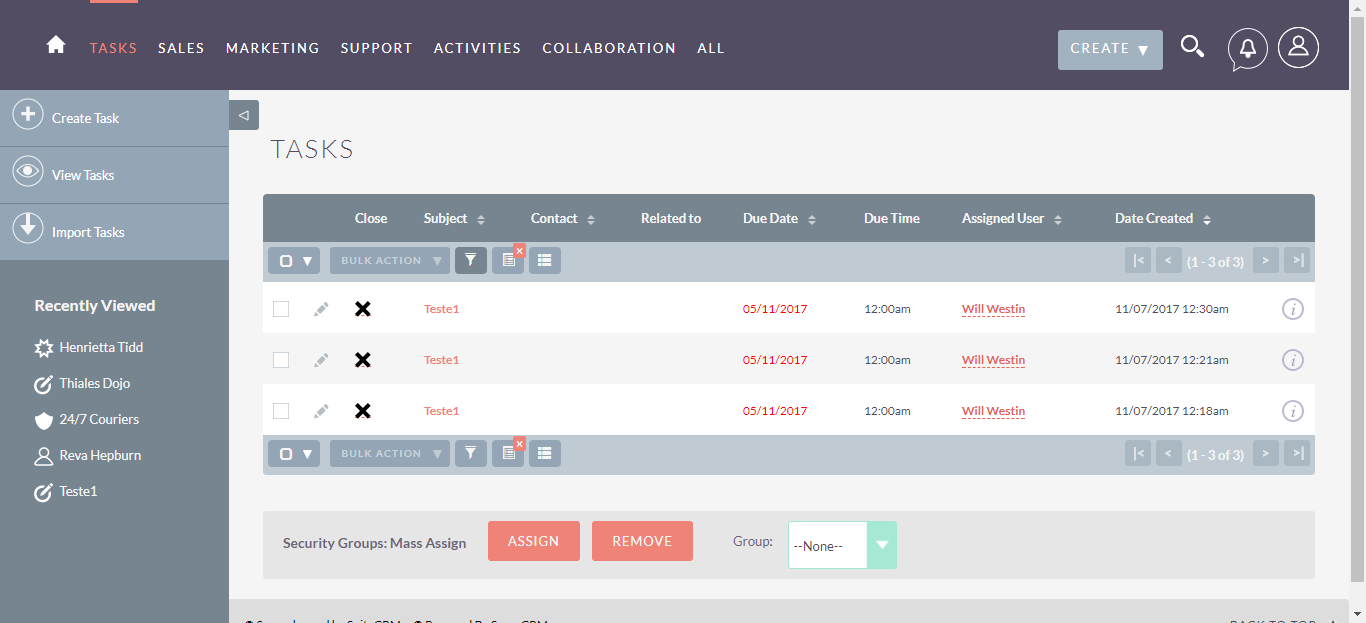 TASKS SALES MARKETING SUPPORT ACTIVITIES COLLABORATION ALL CREATE
Create Task
View Tasks
Import Tasks
Recently Viewed
Henrietta Tidd
Thiales Dojo
24/7 Couriers
Reva Hepburn
Teste1
TASKS
Close Subject Contact Related to Due Date Due Time Assigned User Date Created
BULK ACTION (1 - 3 of 3)
Teste1 05/11/2017 12:00am Will Westin 11/07/2017 12:30am
Teste1 05/11/2017 12:00am Will Westin 11/07/2017 12:21am
Teste1 05/11/2017 12:00am Will Westin 11/07/2017 12:18am
BULK ACTION (1 - 3 of 3)
Security Groups: Mass Assign ASSIGN REMOVE Group: --None--
BACK TO TOP